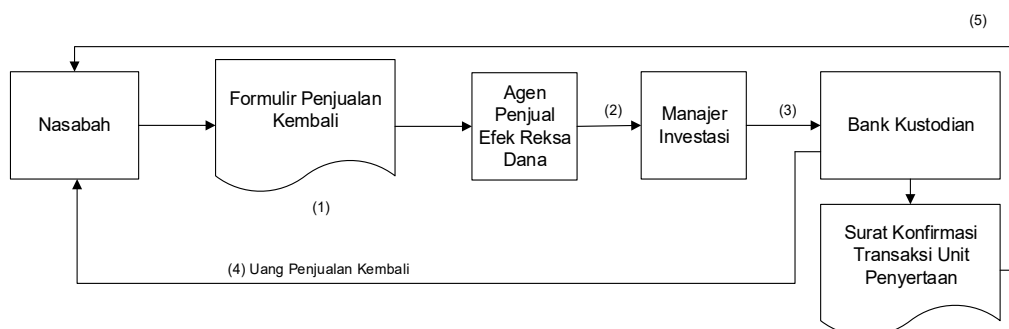 (5)
Nasabah
Formulir Penjualan
Kembali
(1)
Agen
Penjual
Efek Reksa
Dana
(2)
Manajer
Investasi
(3)
Bank Kustodian
(4) Uang Penjualan Kembali
Surat Konfirmasi
Transaksi Unit
Penyertaan